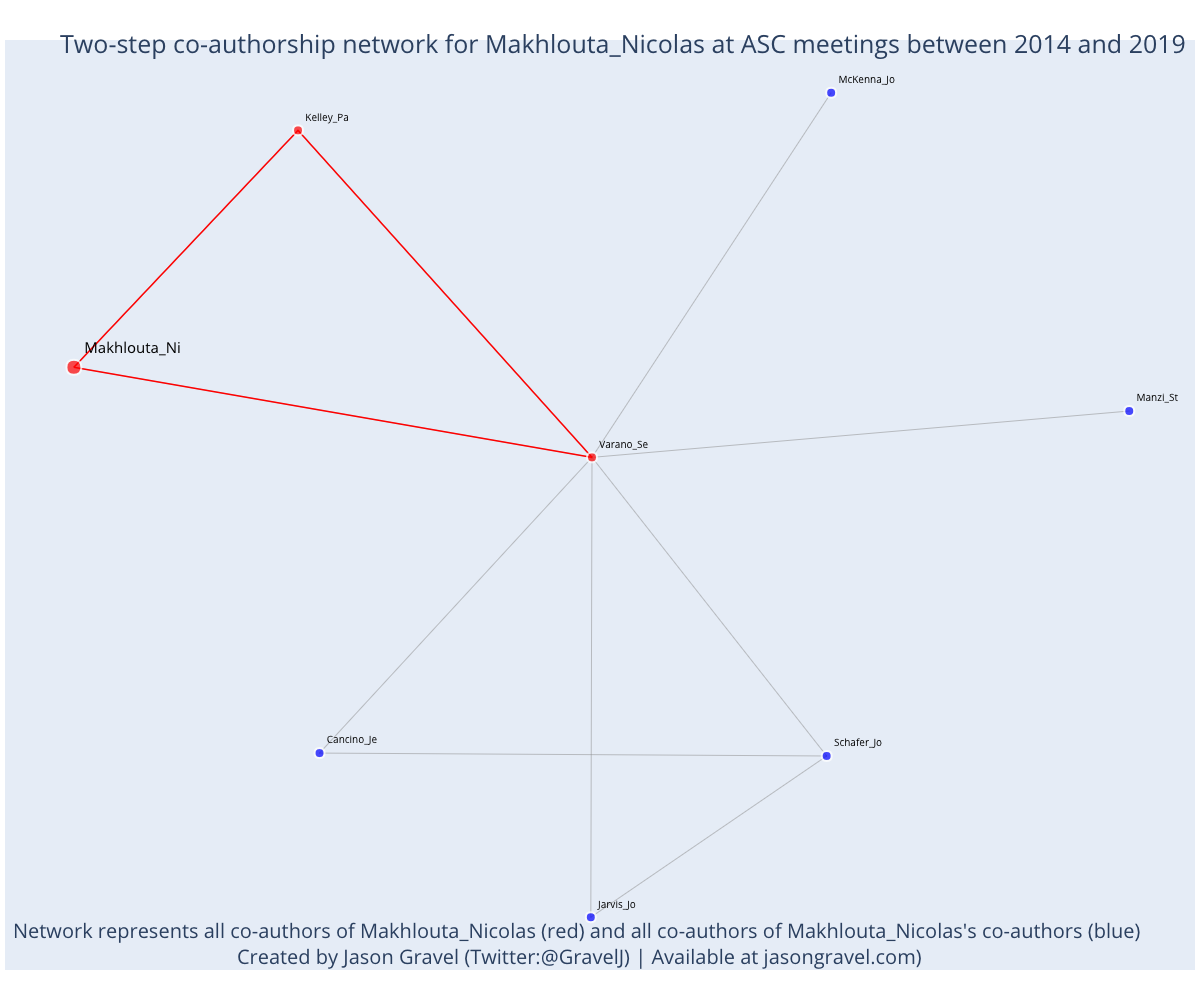 Two-step co-authorship network for Makhlouta_Nicolas at ASC meetings between 2014 and 2019
McKenna_Jo
Kelley_Pa
Makhlouta_Ni
Manzi_St
Varano_Se
Cancino_Je
Schafer_Jo
Jarvis_Jo
Network represents all co-authors of Makhlouta_Nicolas (red) and all co-authors of Makhlouta_Nicolas's co-authors (blue)
Created by Jason Gravel (Twitter:@GravelJ) | Available at jasongravel.com)